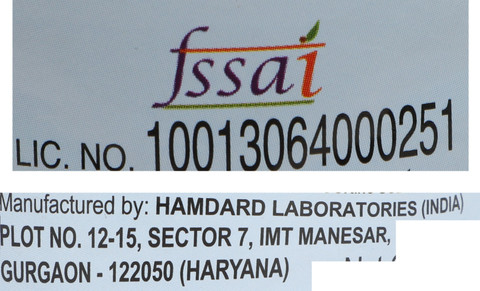 fssai
LIC. NO. 10013064000251
Manufactured by: HAMDARD LABORATORIES (INDIA)
PLOT NO. 12-15, SECTOR 7, IMT MANESAR,
GURGAON - 122050 (HARYANA)